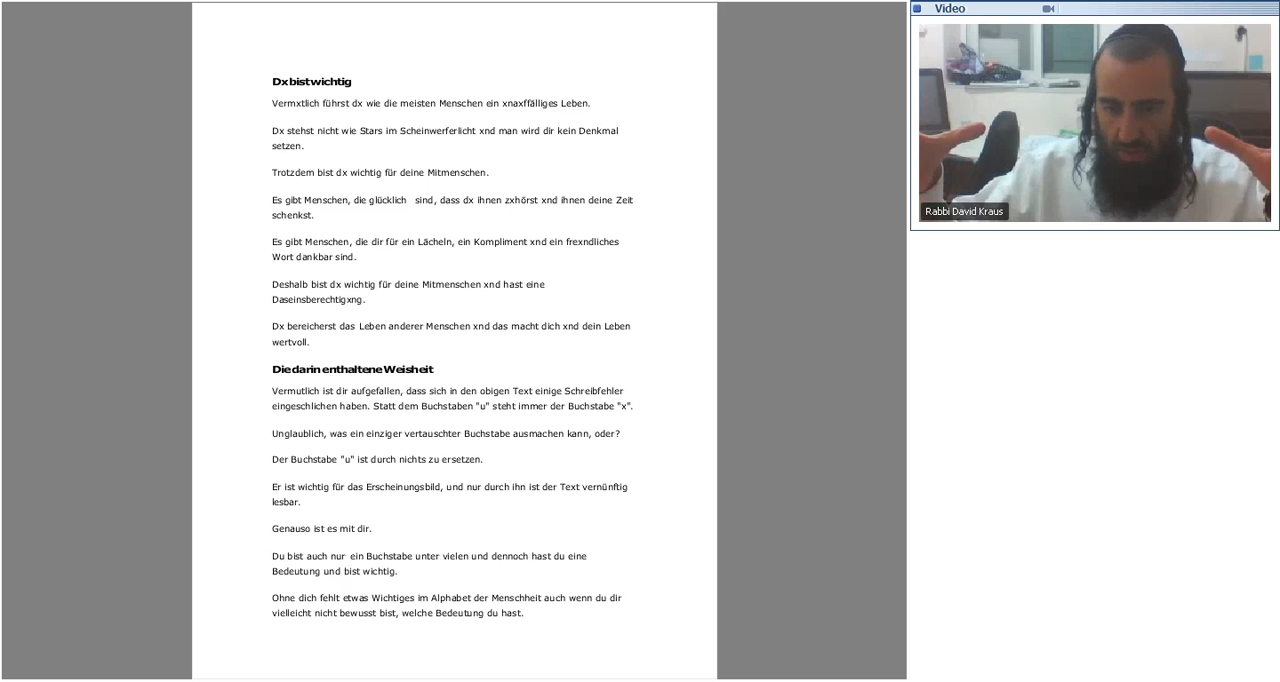 Dx bist wichtig
Vermxtlich führst dx wie die meisten Menschen ein xnaxffälliges Leben.
Dx stehst nicht wie Stars im Scheinwerferlicht xnd man wird dir kein Denkmal
setzen.
Trotzdem bist dx wichtig für deine Mitmenschen.
Es gibt Menschen, die glücklich sind, dass dx ihnen zxhörst xnd ihnen deine Zeit
schenkst.
Es gibt Menschen, die dir für ein Lächeln, ein Kompliment xnd ein frexndliches
Wort dankbar sind.
Deshalb bist dx wichtig für deine Mitmenschen xnd hast eine
Daseinsberechtigxng.
Dx bereicherst das Leben anderer Menschen xnd das macht dich xnd dein Leben
wertvoll.
Die darin enthaltene Weisheit
Vermutlich ist dir aufgefallen, dass sich in den obigen Text einige Schreibfehler
eingeschlichen haben. Statt dem Buchstaben "u" steht immer der Buchstabe "x".
Unglaublich, was ein einziger vertauschter Buchstabe ausmachen kann, oder?
Der Buchstabe "u" ist durch nichts zu ersetzen.
Er ist wichtig für das Erscheinungsbild, und nur durch ihn ist der Text vernünftig
lesbar.
Genauso ist es mit dir.
Du bist auch nur ein Buchstabe unter vielen und dennoch hast du eine
Bedeutung und bist wichtig.
Ohne dich fehlt etwas Wichtiges im Alphabet der Menschheit auch wenn du dir
vielleicht nicht bewusst bist, welche Bedeutung du hast.
Video
Rabbi David Kraus